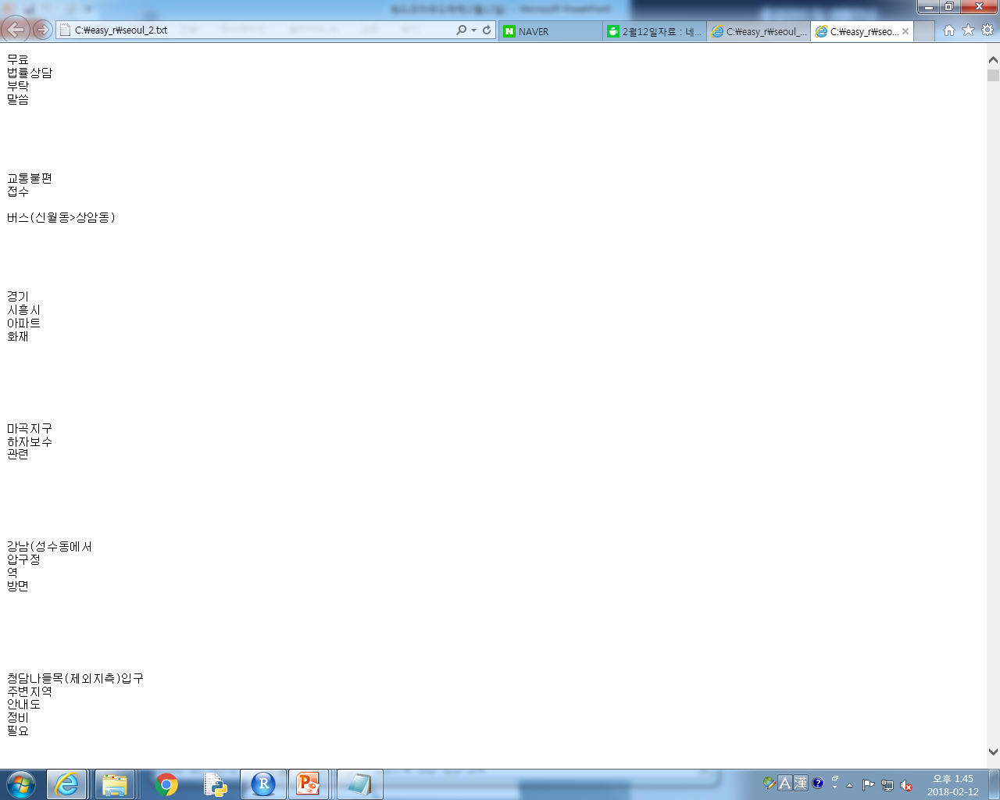 Microsoft PowerPoint
C:₩easy_r₩seoul_2.txt
NAVER
2월12일자료 : 네...
C:₩easy_r₩seoul_...
C:₩easy_r₩seo...
무료
법률상담
부탁
말씀
교통불편
접수
버스(신월동>상암동)
경기
시흥시
아파트
화재
마곡지구
하자보수
관련
강남(성수동에서
압구정
역
방면
청담나들목(제외지측)입구
주변지역
안내도
정비
필요
A 漢
오후 1:45
2018-02-12